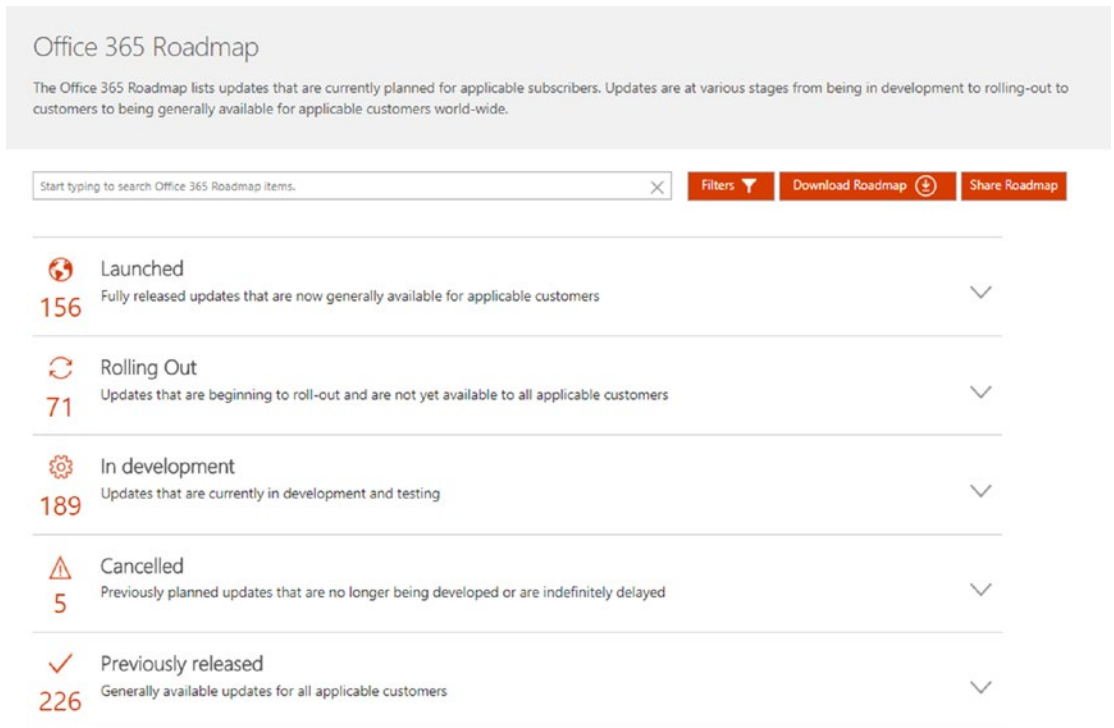 Office 365 Roadmap
The Office 365 Roadmap lists updates that are currently planned for applicable subscribers. Updates are at various stages from being in development to rolling-out to
customers to being generally available for applicable customers world-wide.
Start typing to search Office 365 Roadmap items.
Filters
Download Roadmap
Share Roadmap
Launched
156
Fully released updates that are now generally available for applicable customers
Rolling Out
71
Updates that are beginning to roll-out and are not yet available to all applicable customers
In development
189
Updates that are currently in development and testing
Cancelled
5
Previously planned updates that are no longer being developed or are indefinitely delayed
Previously released
226
Generally available updates for all applicable customers